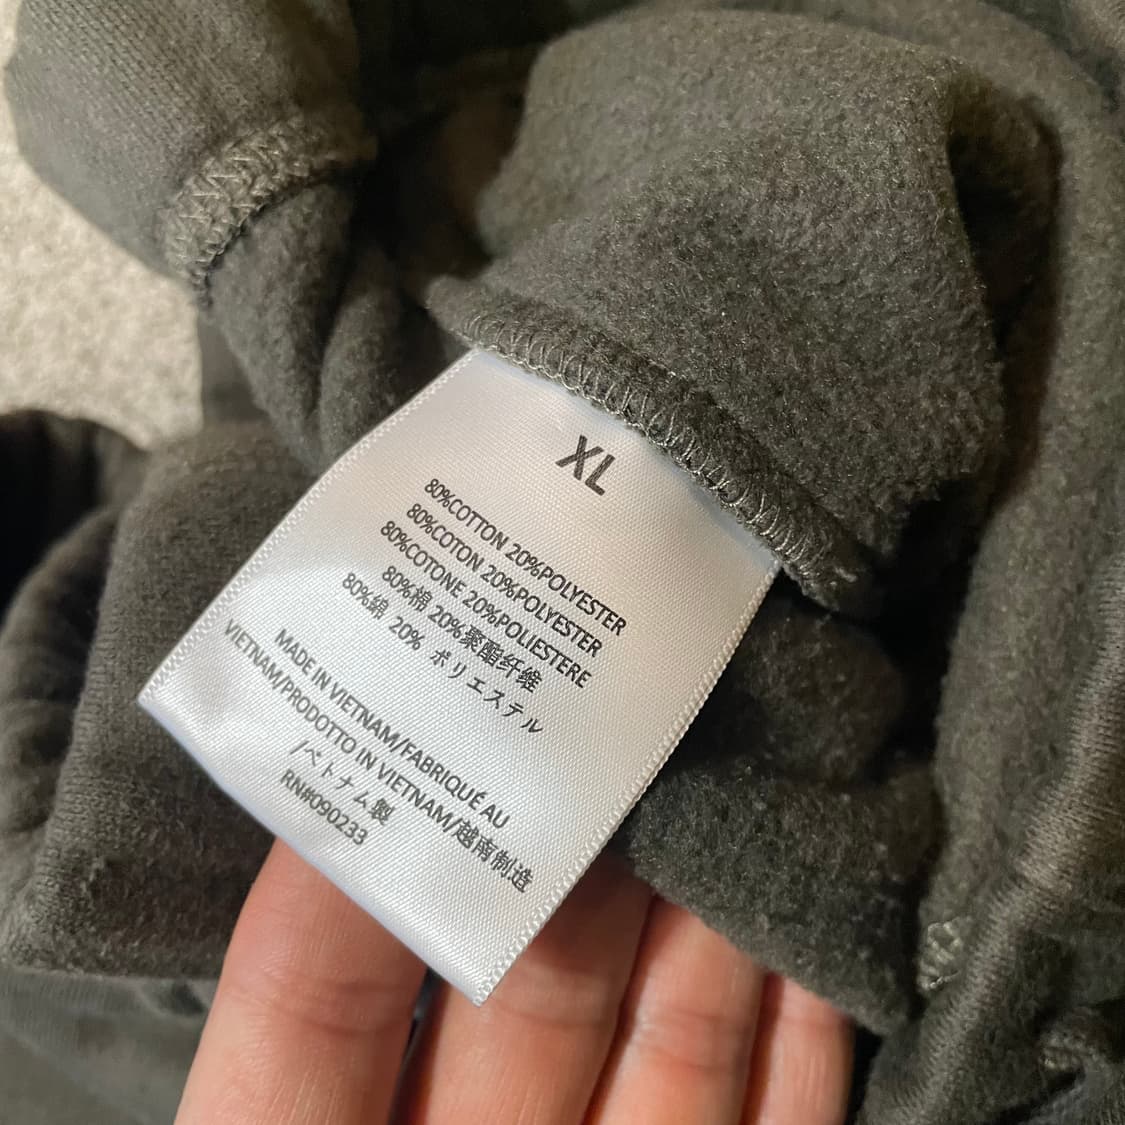 XL
80%COTTON 20%POLYESTER
80%COTON 20%POLYESTER
80%COTONE 20%POLIESTERE
80%棉 20%聚酯纤维
80%綿 20% ポリエステル
MADE IN VIETNAM/FABRIQUÉ AU
VIETNAM/PRODOTTO IN VIETNAM/越南制造
/ベトナム製
RN#090233